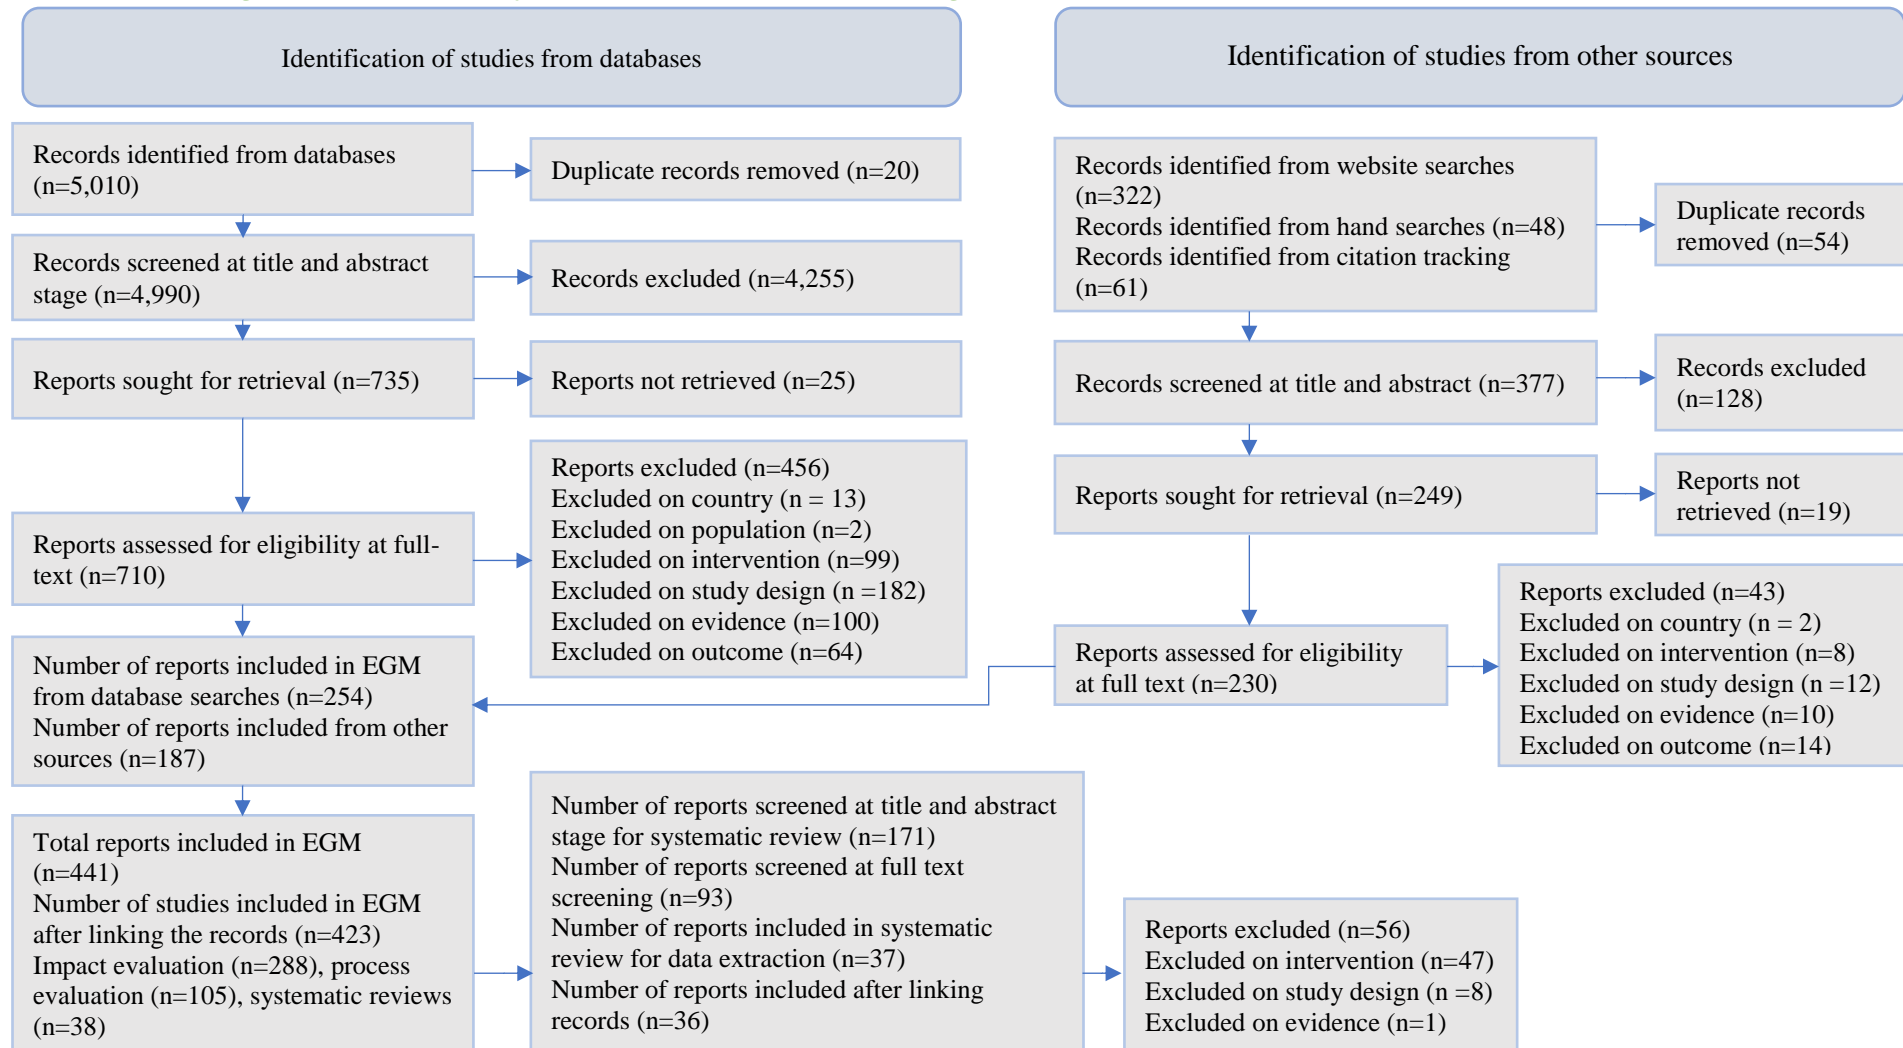 Identification of studies from databases
Identification of studies from other sources
Records identified from databases
(n=5,010)
Duplicate records removed (n=20)
Records screened at title and abstract
stage (n=4,990)
Records excluded (n=4,255)
Reports sought for retrieval (n=735)
Reports not retrieved (n=25)
Reports assessed for eligibility at full-
text (n=710)
Reports excluded (n=456)
Excluded on country (n = 13)
Excluded on population (n=2)
Excluded on intervention (n=99)
Excluded on study design (n =182)
Excluded on evidence (n=100)
Excluded on outcome (n=64)
Records identified from website searches
(n=322)
Records identified from hand searches (n=48)
Records identified from citation tracking
(n=61)
Duplicate records
removed (n=54)
Records screened at title and abstract (n=377)
Records excluded
(n=128)
Reports sought for retrieval (n=249)
Reports not
retrieved (n=19)
Reports assessed for eligibility
at full text (n=230)
Reports excluded (n=43)
Excluded on country (n = 2)
Excluded on intervention (n=8)
Excluded on study design (n =12)
Excluded on evidence (n=10)
Excluded on outcome (n=14)
Number of reports included in EGM
from database searches (n=254)
Number of reports included from other
sources (n=187)
Total reports included in EGM
(n=441)
Number of studies included in EGM
after linking the records (n=423)
Impact evaluation (n=288), process
evaluation (n=105), systematic reviews
(n=38)
Number of reports screened at title and abstract
stage for systematic review (n=171)
Number of reports screened at full text
screening (n=93)
Number of reports included in systematic
review for data extraction (n=37)
Number of reports included after linking
records (n=36)
Reports excluded (n=56)
Excluded on intervention (n=47)
Excluded on study design (n =8)
Excluded on evidence (n=1)